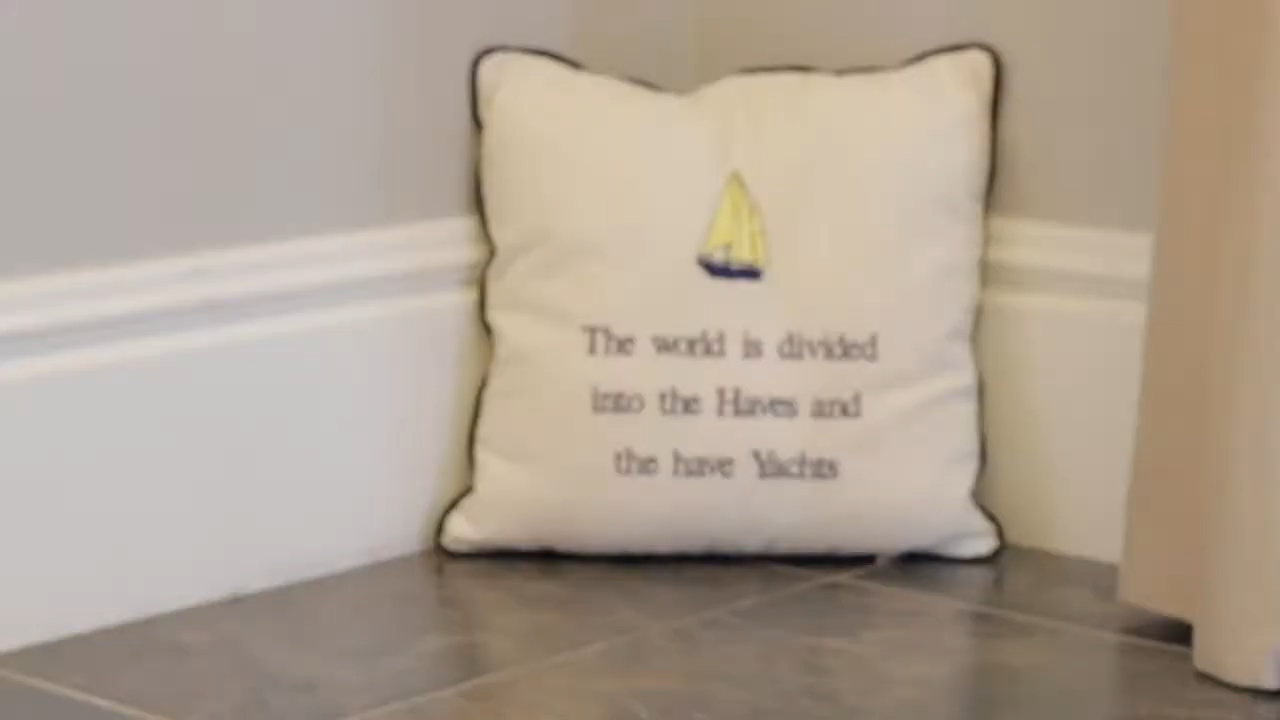 The world is divided
into the Haves and
the have Yachts